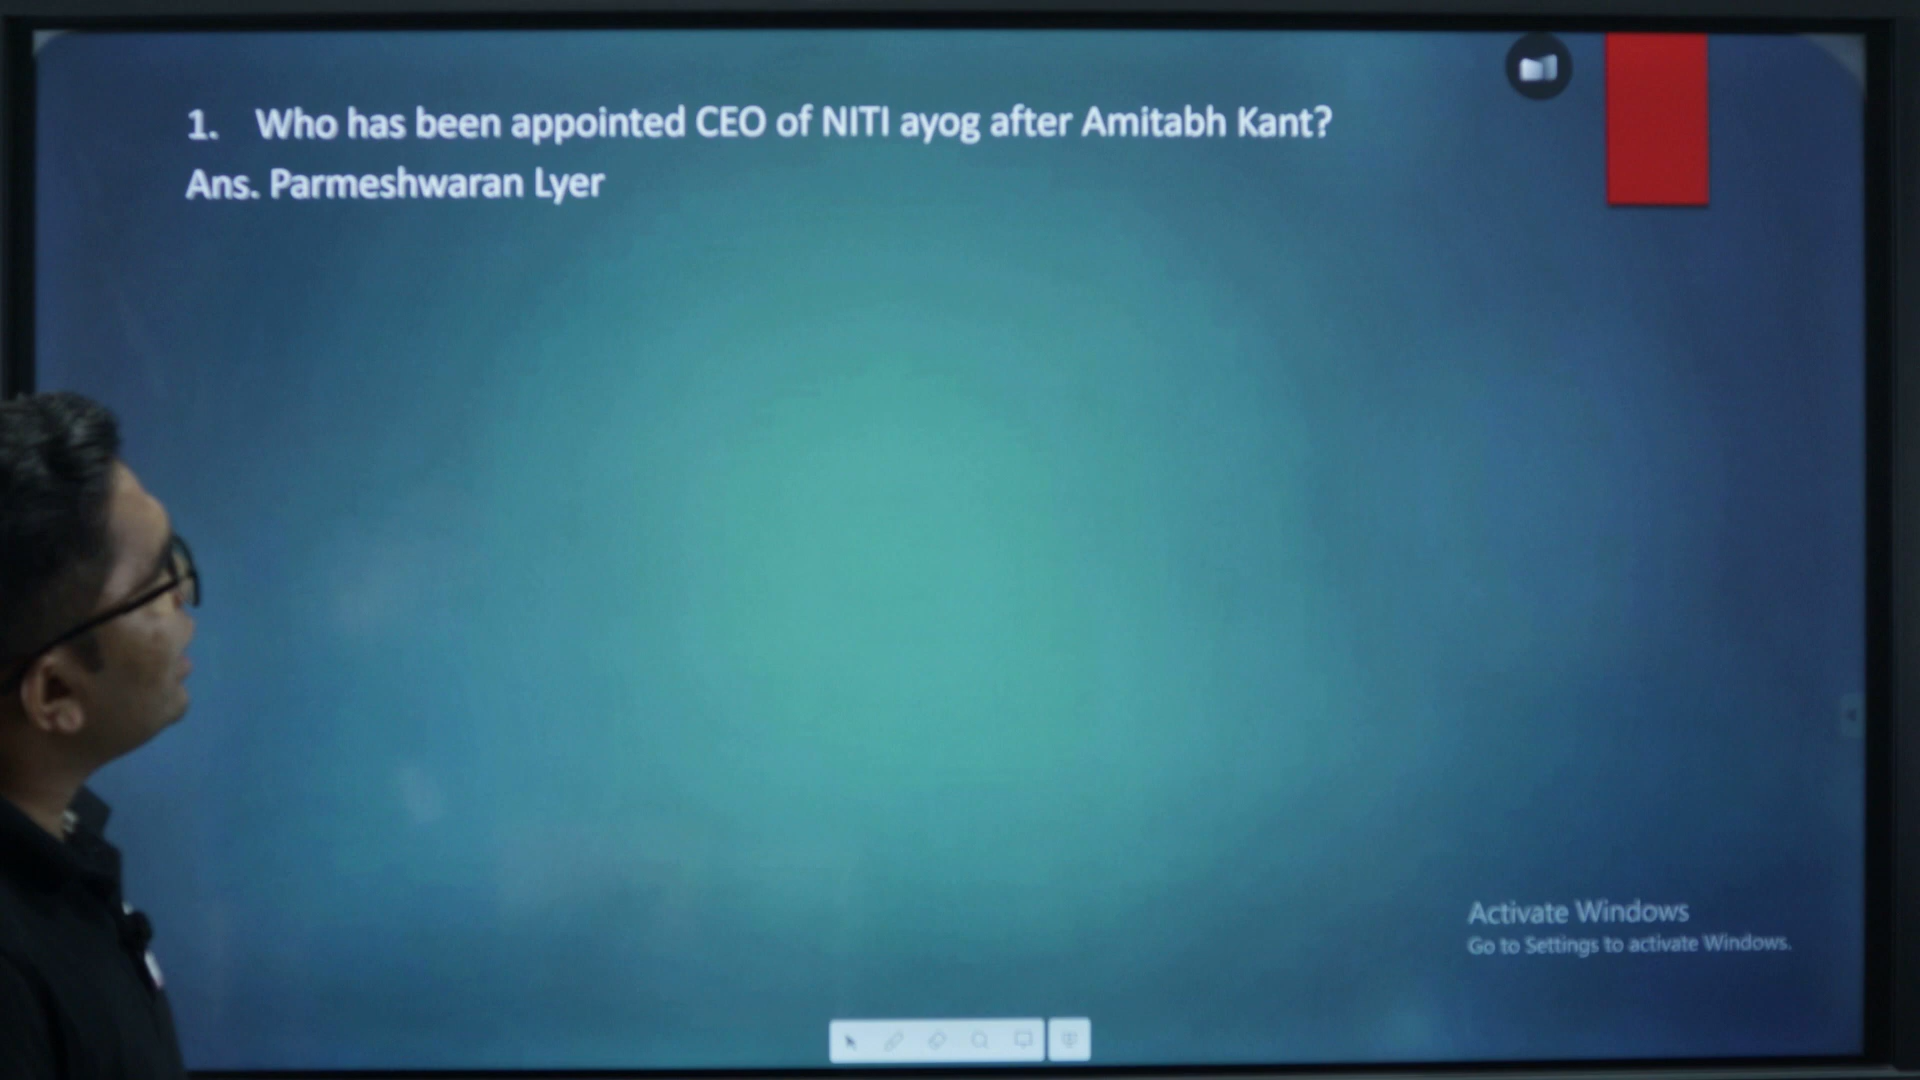 1. Who has been appointed CEO of NITI ayog after Amitabh Kant?
Ans. Parmeshwaran Lyer
Activate Windows
Go to Settings to activate Windows.